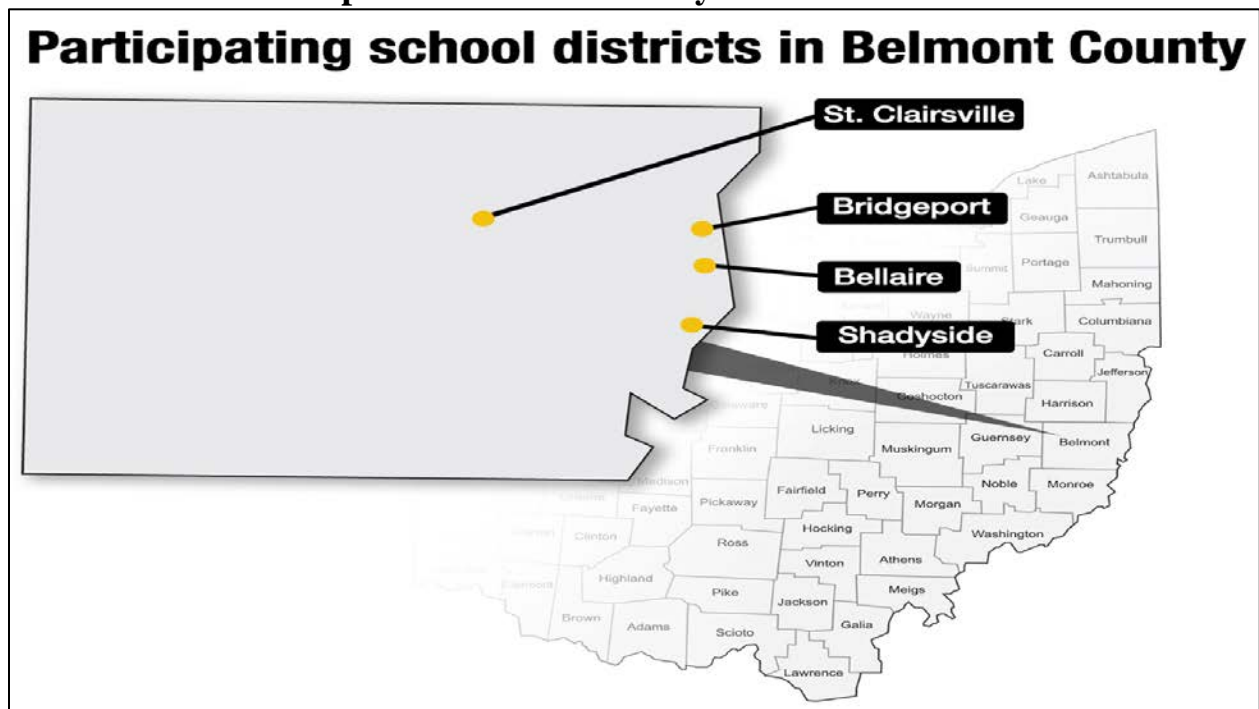 Participating school districts in Belmont County
St. Clairsville
Bridgeport
Bellaire
Shadyside
Lake
Ashtabula
Geauga
Trumbull
Summit
Portage
Mahoning
Wayne
Stark
Columbiana
Holmes
Carroll
Jefferson
Knox
Coshocton
Tuscarawas
Harrison
Delaware
Licking
Muskingum
Guernsey
Belmont
Franklin
Madison
Fairfield
Perry
Noble
Monroe
Pickaway
Morgan
Fayette
Hocking
Washington
Clinton
Ross
Vinton
Athens
Highland
Pike
Jackson
Meigs
Brown
Adams
Scioto
Galia
Lawrence